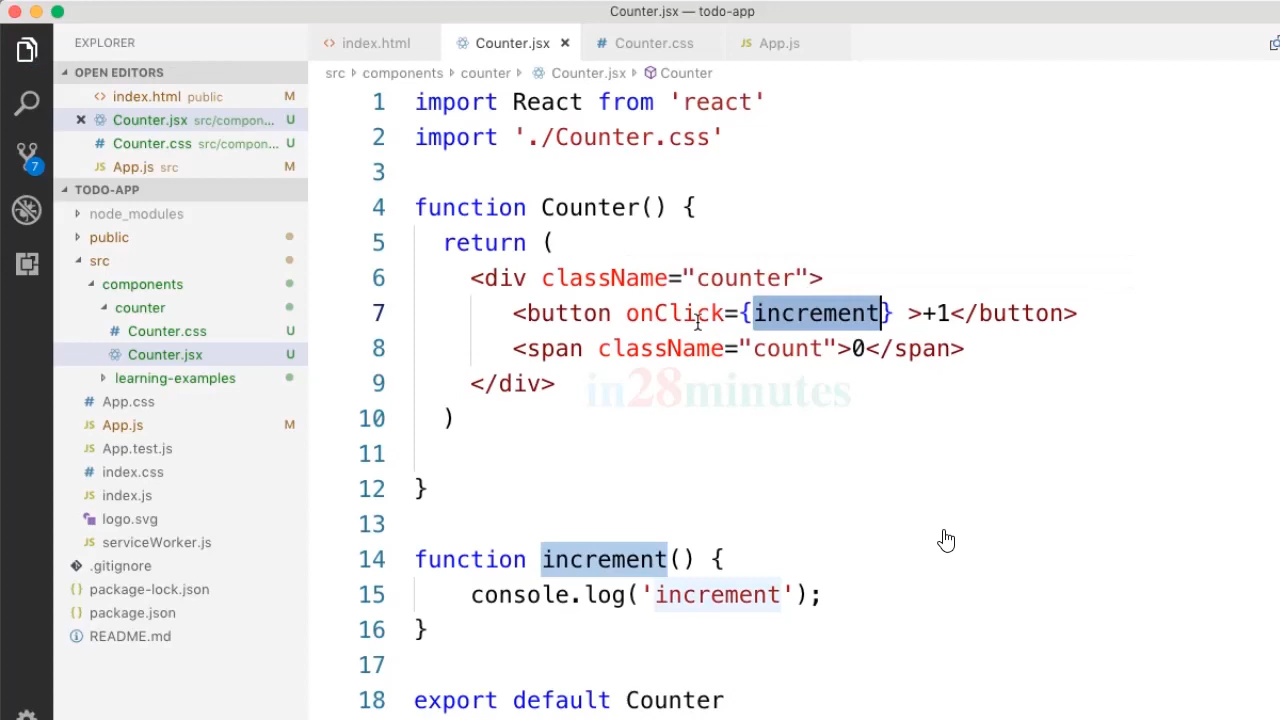 Counter.jsx — todo-app
EXPLORER
OPEN EDITORS
index.html public M
Counter.jsx src/compon... U
Counter.css src/compon... U
App.js src M
7
TODO-APP
node_modules
public
src
components
counter
Counter.css U
Counter.jsx U
learning-examples
App.css
App.js M
App.test.js
index.css
index.js
logo.svg
serviceWorker.js
.gitignore
package-lock.json
package.json
README.md
index.html Counter.jsx Counter.css App.js
src components counter Counter.jsx Counter
1 import React from 'react'
2 import './Counter.css'
3
4 function Counter() {
5 return (
6 <div className="counter">
7 <button onClick={increment} >+1</button>
8 <span className="count">0</span>
9 </div>
in28minutes
10 )
11
12 }
13
14 function increment() {
15 console.log('increment');
16 }
17
18 export default Counter